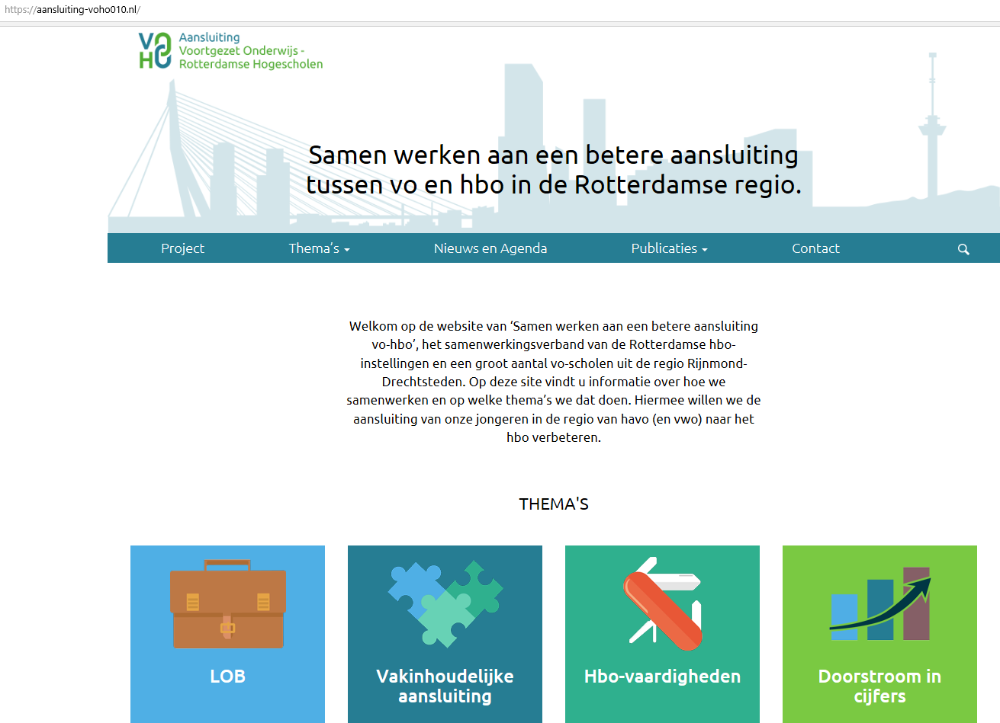 https://aansluiting-voho010.nl/
VO
HO
Aansluiting
Voortgezet Onderwijs -
Rotterdamse Hogescholen
Samen werken aan een betere aansluiting
tussen vo en hbo in de Rotterdamse regio.
Project
Thema's
Nieuws en Agenda
Publicaties
Contact
Welkom op de website van ‘Samen werken aan een betere aansluiting
vo-hbo’, het samenwerkingsverband van de Rotterdamse hbo-
instellingen en een groot aantal vo-scholen uit de regio Rijnmond-
Drechtsteden. Op deze site vindt u informatie over hoe we
samenwerken en op welke thema’s we dat doen. Hiermee willen we de
aansluiting van onze jongeren in de regio van havo (en vwo) naar het
hbo verbeteren.
THEMA'S
LOB
Vakinhoudelijke
aansluiting
Hbo-vaardigheden
Doorstroom in
cijfers